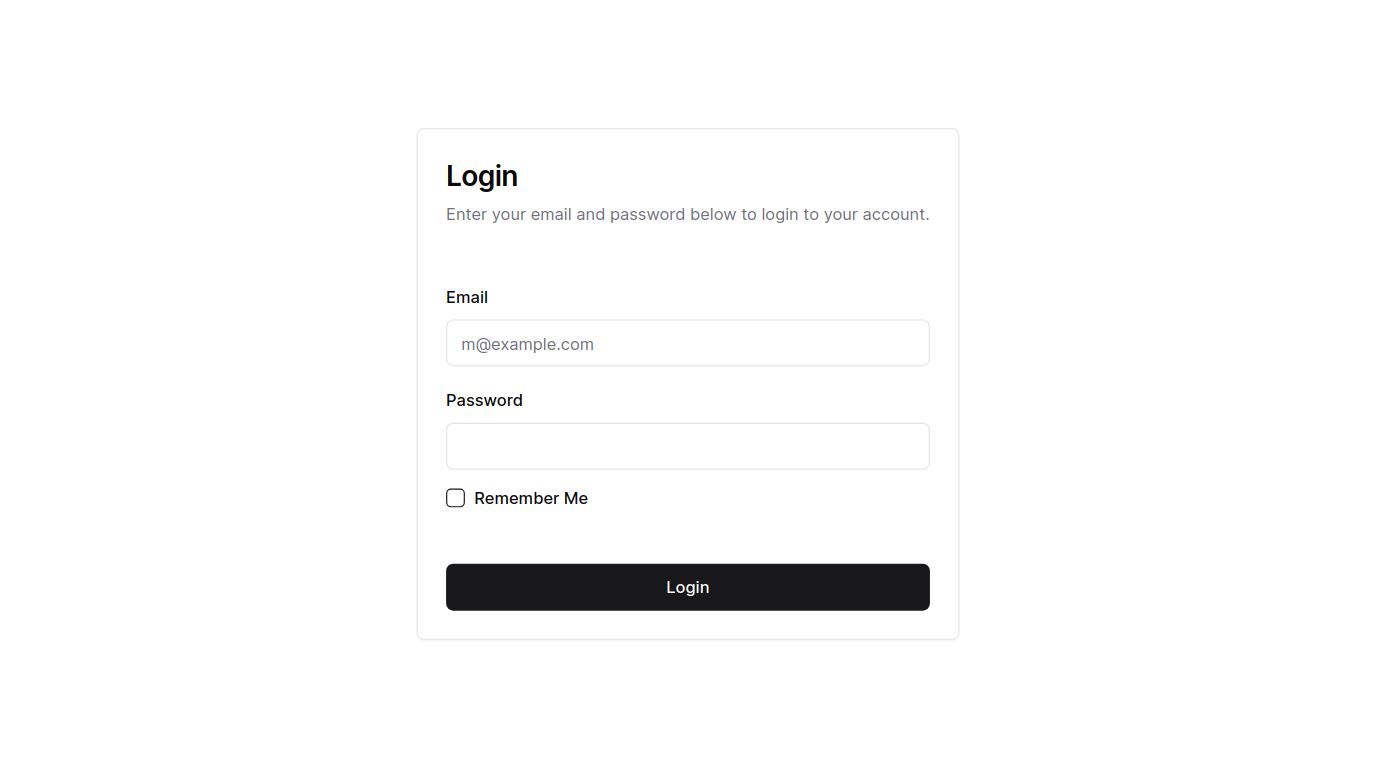 Login
Enter your email and password below to login to your account.
Email
m@example.com
Password
Remember Me
Login